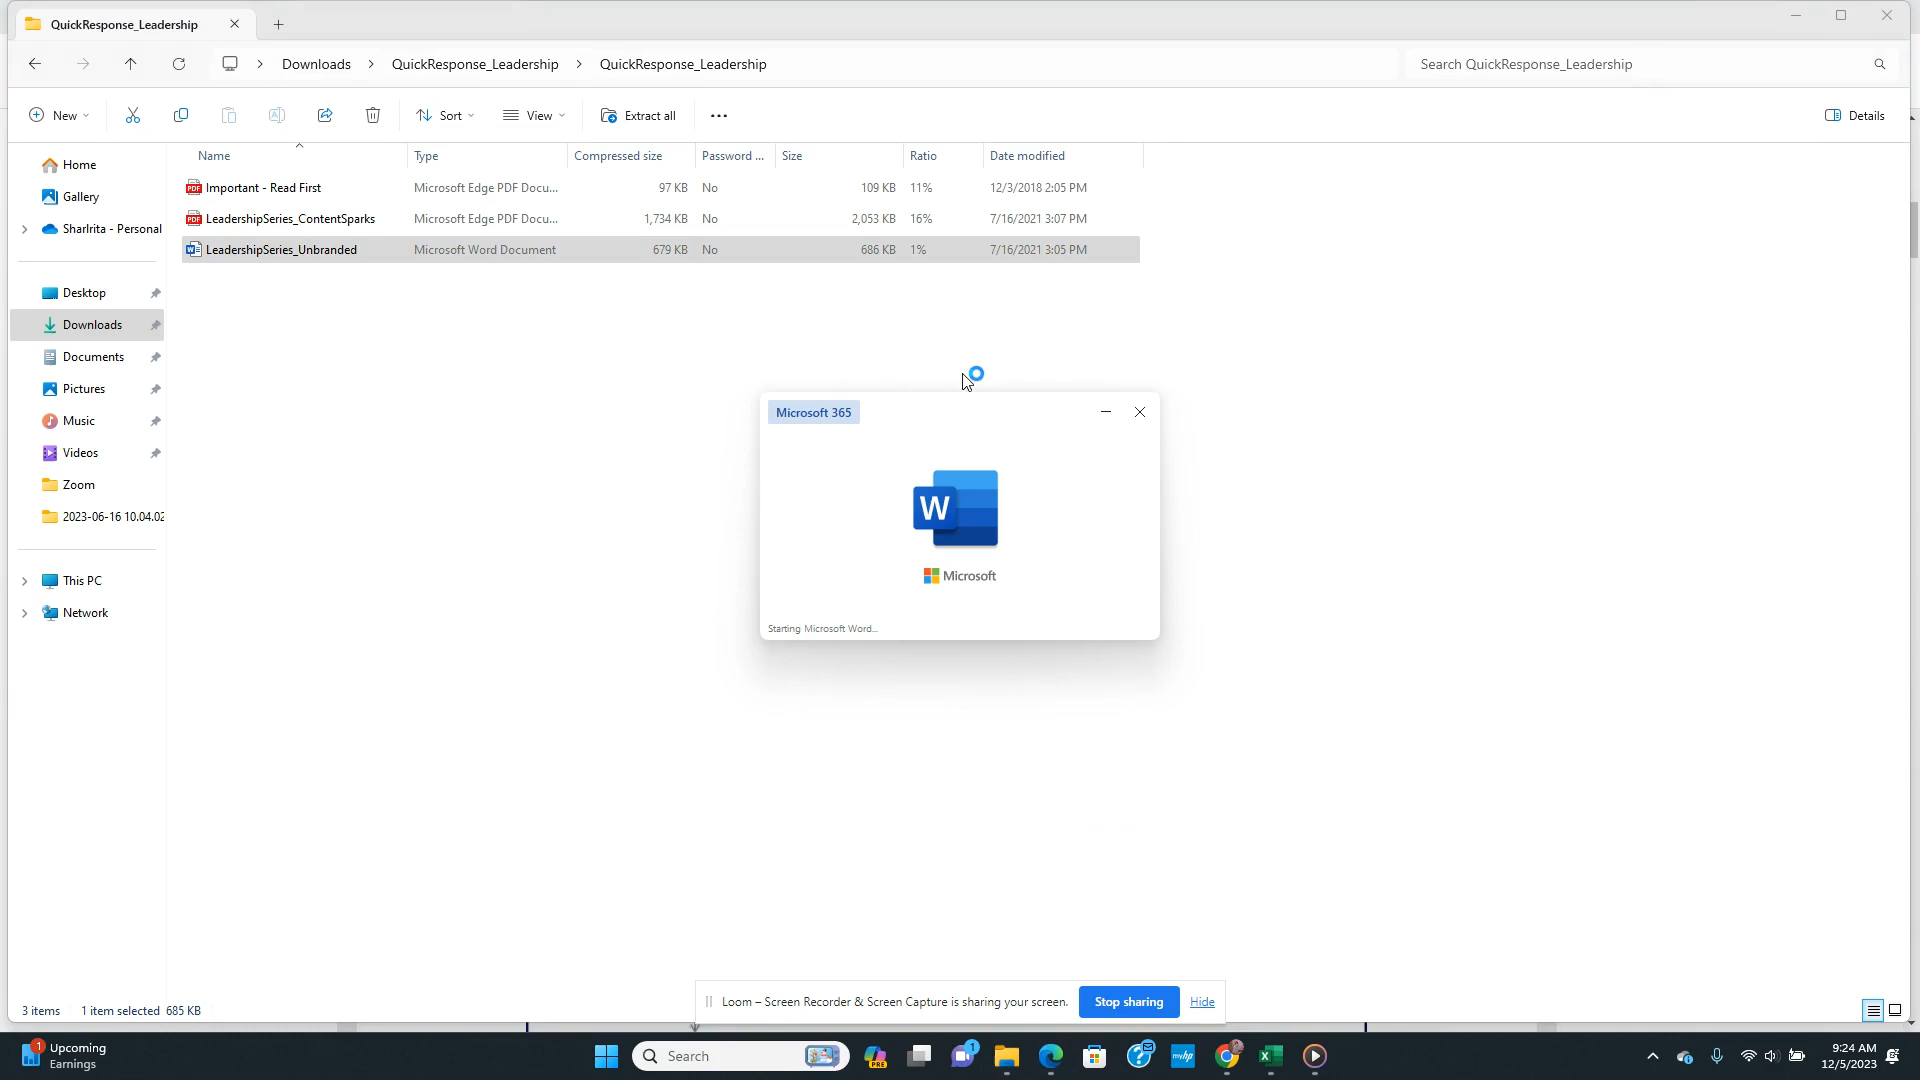 QuickResponse_Leadership
Downloads > QuickResponse_Leadership > QuickResponse_Leadership
Search QuickResponse_Leadership
New
Sort
View
Extract all
Details
Name Type Compressed size Password ... Size Ratio Date modified
Important - Read First Microsoft Edge PDF Docu... 97 KB No 109 KB 11% 12/3/2018 2:05 PM
LeadershipSeries_ContentSparks Microsoft Edge PDF Docu... 1,734 KB No 2,053 KB 16% 7/16/2021 3:07 PM
LeadershipSeries_Unbranded Microsoft Word Document 679 KB No 686 KB 1% 7/16/2021 3:05 PM
Home
Gallery
SharIrita - Personal
Desktop
Downloads
Documents
Pictures
Music
Videos
Zoom
2023-06-16 10.04.02
This PC
Network
Microsoft 365
W
Microsoft
Starting Microsoft Word...
3 items 1 item selected 685 KB
Loom – Screen Recorder & Screen Capture is sharing your screen. Stop sharing Hide
1
Upcoming
Earnings
Search
PRE
1
myhp
9:24 AM
12/5/2023